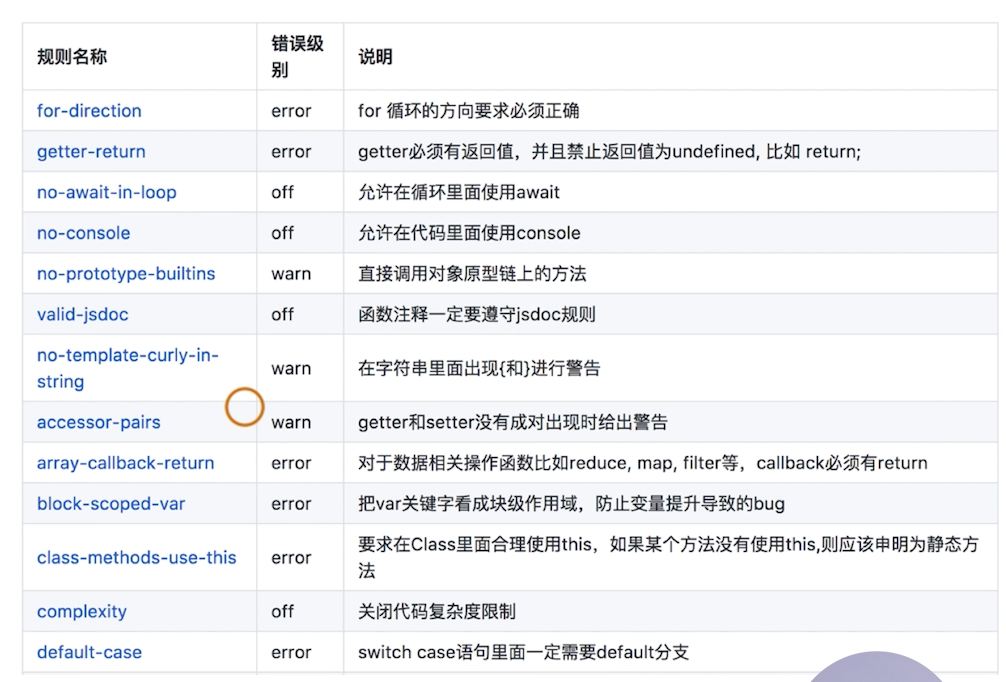 规则名称 错误级别 说明
for-direction error for 循环的方向要求必须正确
getter-return error getter必须有返回值，并且禁止返回值为undefined, 比如 return;
no-await-in-loop off 允许在循环里面使用await
no-console off 允许在代码里面使用console
no-prototype-builtins warn 直接调用对象原型链上的方法
valid-jsdoc off 函数注释一定要遵守jsdoc规则
no-template-curly-in-string warn 在字符串里面出现{和}进行警告
accessor-pairs warn getter和setter没有成对出现时给出警告
array-callback-return error 对于数据相关操作函数比如reduce, map, filter等，callback必须有return
block-scoped-var error 把var关键字看成块级作用域，防止变量提升导致的bug
class-methods-use-this error 要求在Class里面合理使用this，如果某个方法没有使用this,则应该申明为静态方法
complexity off 关闭代码复杂度限制
default-case error switch case语句里面一定需要default分支